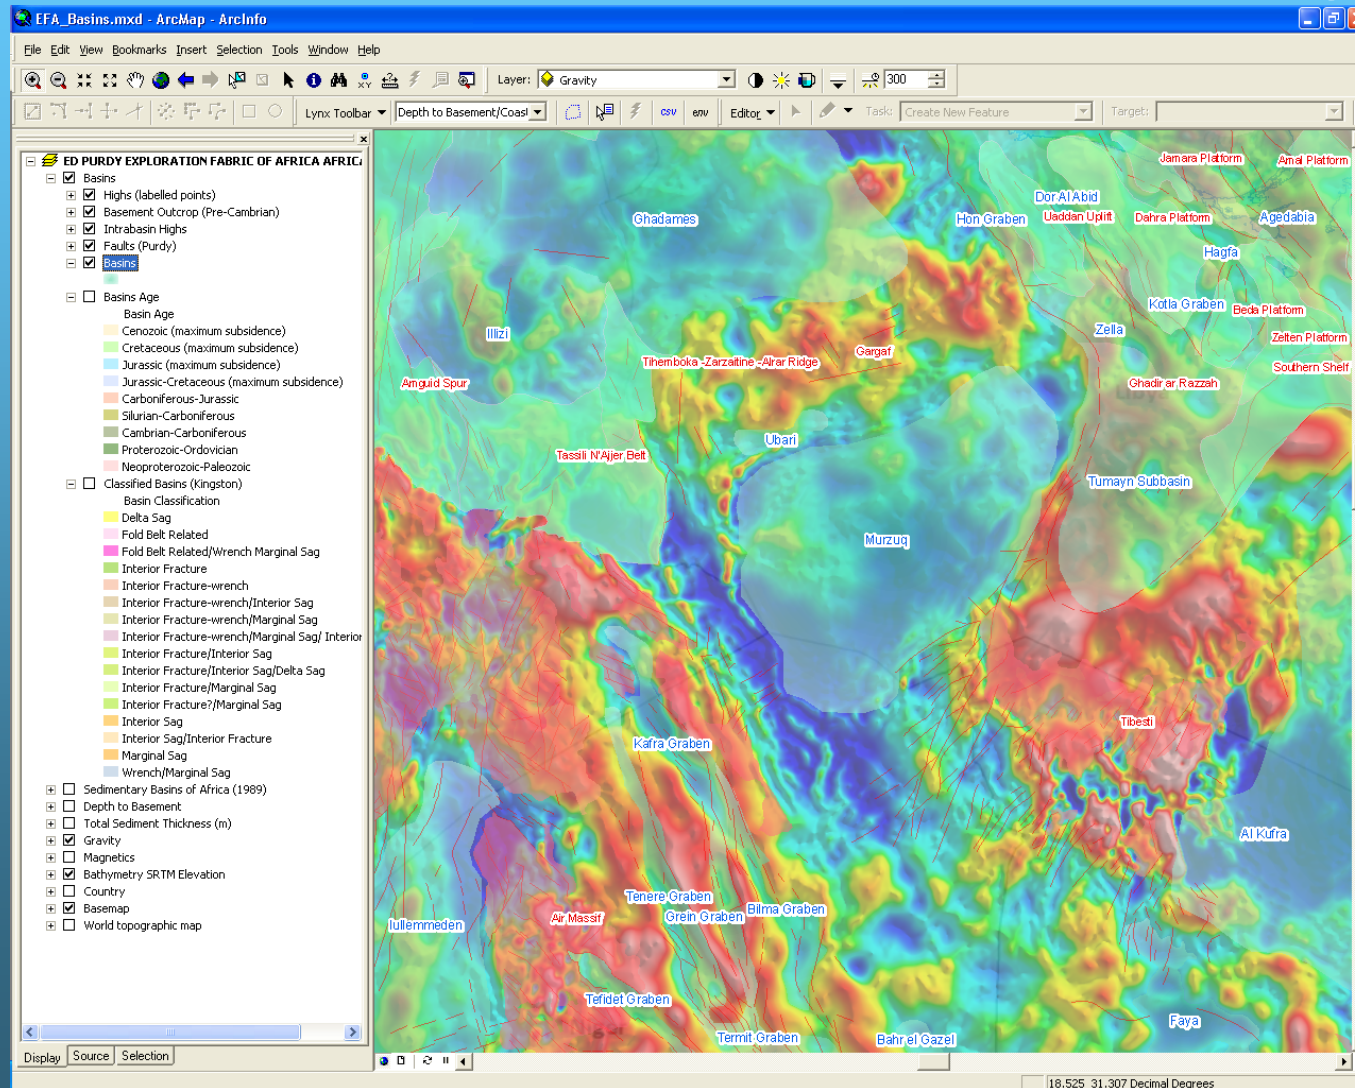 EFA_Basins.mxd - ArcMap - ArcInfo
File Edit View Bookmarks Insert Selection Tools Window Help
Layer: Gravity 300
Lynx Toolbar Depth to Basement/Coast csv env Editor Task: Create New Feature Target:
ED PURDY EXPLORATION FABRIC OF AFRICA AFRICA
Basins
Highs (labelled points)
Basement Outcrop (Pre-Cambrian)
Intrabasin Highs
Faults (Purdy)
Basins
Basins Age
Basin Age
Cenozoic (maximum subsidence)
Cretaceous (maximum subsidence)
Jurassic (maximum subsidence)
Jurassic-Cretaceous (maximum subsidence)
Carboniferous-Jurassic
Silurian-Carboniferous
Cambrian-Carboniferous
Proterozoic-Ordovician
Neoproterozoic-Paleozoic
Classified Basins (Kingston)
Basin Classification
Delta Sag
Fold Belt Related
Fold Belt Related/Wrench Marginal Sag
Interior Fracture
Interior Fracture-wrench
Interior Fracture-wrench/Interior Sag
Interior Fracture-wrench/Marginal Sag
Interior Fracture-wrench/Marginal Sag/ Interior
Interior Fracture/Interior Sag
Interior Fracture/Interior Sag/Delta Sag
Interior Fracture/Marginal Sag
Interior Fracture?/Marginal Sag
Interior Sag
Interior Sag/Interior Fracture
Marginal Sag
Wrench/Marginal Sag
Sedimentary Basins of Africa (1989)
Depth to Basement
Total Sediment Thickness (m)
Gravity
Magnetics
Bathymetry SRTM Elevation
Country
Basemap
World topographic map
Display Source Selection
Jamara Platform Amal Platform
Dor Al Abid
Ghadames Hon Graben Uaddan Uplift Dahra Platform Agedabia
Hagfa
Kotla Graben Beda Platform
Illizi Zella Zelten Platform
Tihemboka -Zarzaitine -Alrar Ridge Gargaf Southern Shelf
Amguid Spur Ghadir ar Razzah
Libya
Ubari
Tassili N'Ajjer Belt
Tumayn Subbasin
Murzuq
Tibesti
Kafra Graben
Al Kufra
Tenere Graben
Grein Graben Bilma Graben
Iullemmeden Air Massif
Tefidet Graben
Faya
Termit Graben Bahr el Gazel
18.525 31.307 Decimal Degrees